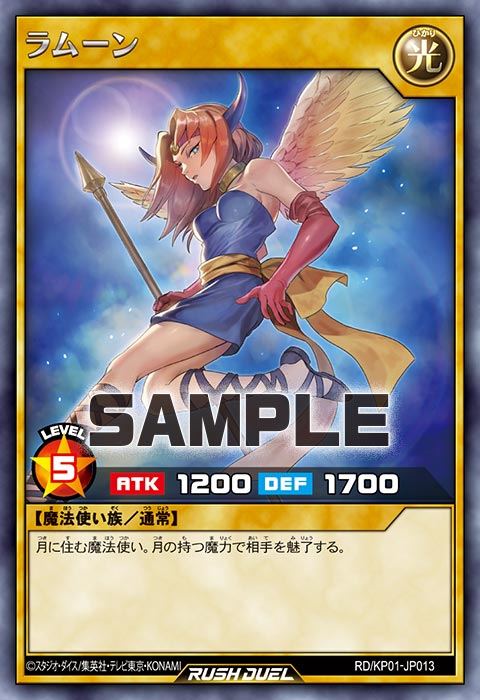 ラムーン
ひかり
光
SAMPLE
LEVEL
5
ATK 1200 DEF 1700
【魔法使い族／通常】
月に住む魔法使い。月の持つ魔力で相手を魅了する。
©スタジオ・ダイス/集英社・テレビ東京・KONAMI
RUSH DUEL
RD/KP01-JP013